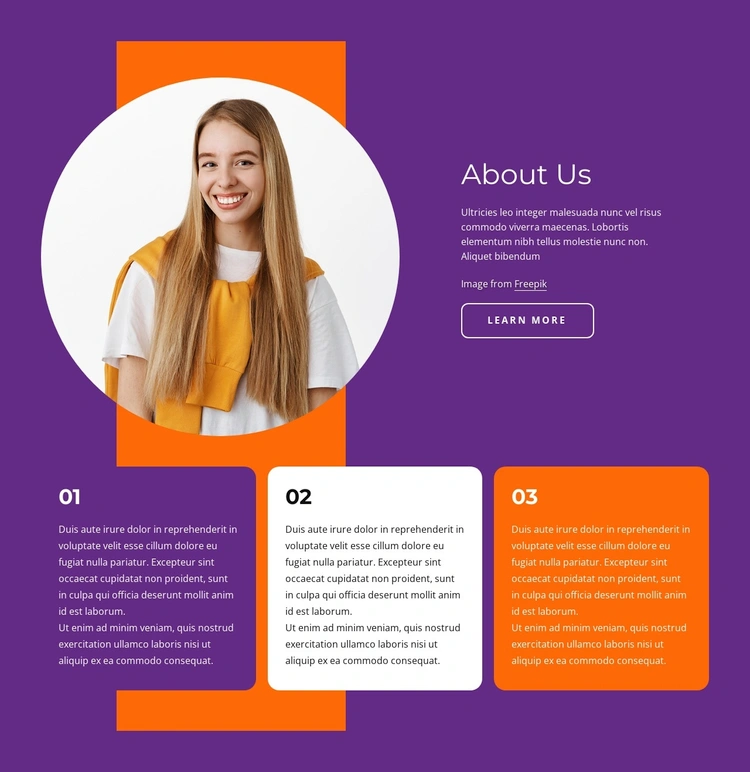 About Us
Ultricies leo integer malesuada nunc vel risus
commodo viverra maecenas. Lobortis
elementum nibh tellus molestie nunc non.
Aliquet bibendum
Image from Freepik
LEARN MORE
01
Duis aute irure dolor in reprehenderit in
voluptate velit esse cillum dolore eu
fugiat nulla pariatur. Excepteur sint
occaecat cupidatat non proident, sunt
in culpa qui officia deserunt mollit anim
id est laborum.
Ut enim ad minim veniam, quis nostrud
exercitation ullamco laboris nisi ut
aliquip ex ea commodo consequat.
02
Duis aute irure dolor in reprehenderit in
voluptate velit esse cillum dolore eu
fugiat nulla pariatur. Excepteur sint
occaecat cupidatat non proident, sunt
in culpa qui officia deserunt mollit anim
id est laborum.
Ut enim ad minim veniam, quis nostrud
exercitation ullamco laboris nisi ut
aliquip ex ea commodo consequat.
03
Duis aute irure dolor in reprehenderit in
voluptate velit esse cillum dolore eu
fugiat nulla pariatur. Excepteur sint
occaecat cupidatat non proident, sunt
in culpa qui officia deserunt mollit anim
id est laborum.
Ut enim ad minim veniam, quis nostrud
exercitation ullamco laboris nisi ut
aliquip ex ea commodo consequat.